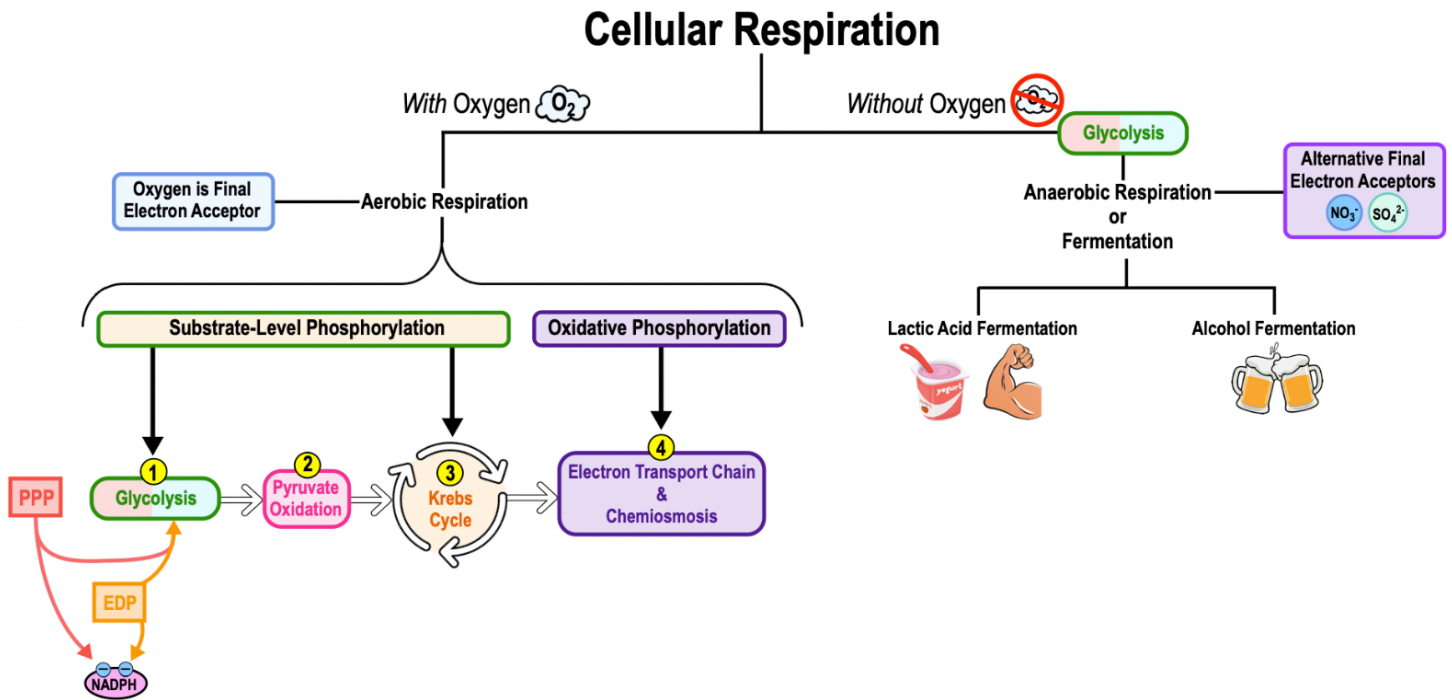 Cellular Respiration
With Oxygen O2
Without Oxygen O2
Glycolysis
Oxygen is Final
Electron Acceptor
Aerobic Respiration
Anaerobic Respiration
or
Fermentation
Alternative Final
Electron Acceptors
NO3- SO42-
Substrate-Level Phosphorylation
Oxidative Phosphorylation
Lactic Acid Fermentation
yogurt
Alcohol Fermentation
1
Glycolysis
2
Pyruvate
Oxidation
3
Krebs
Cycle
4
Electron Transport Chain
&
Chemiosmosis
PPP
EDP
NADPH